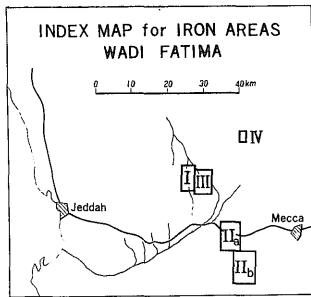 INDEX MAP for IRON AREAS
WADI FATIMA
0 10 20 30 40km
IV
I III
Jeddah
Mecca
IIa
IIb